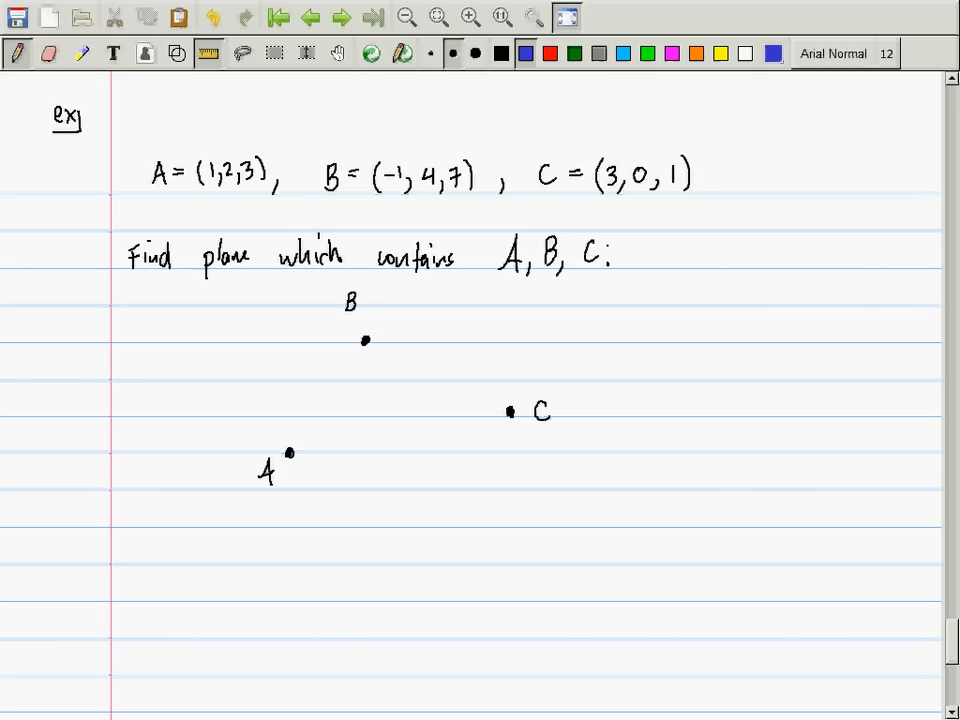 T Arial Normal 12
ex
A = (1,2,3), B = (-1, 4, 7), C = (3, 0, 1)
Find plane which contains A, B, C:
B
C
A